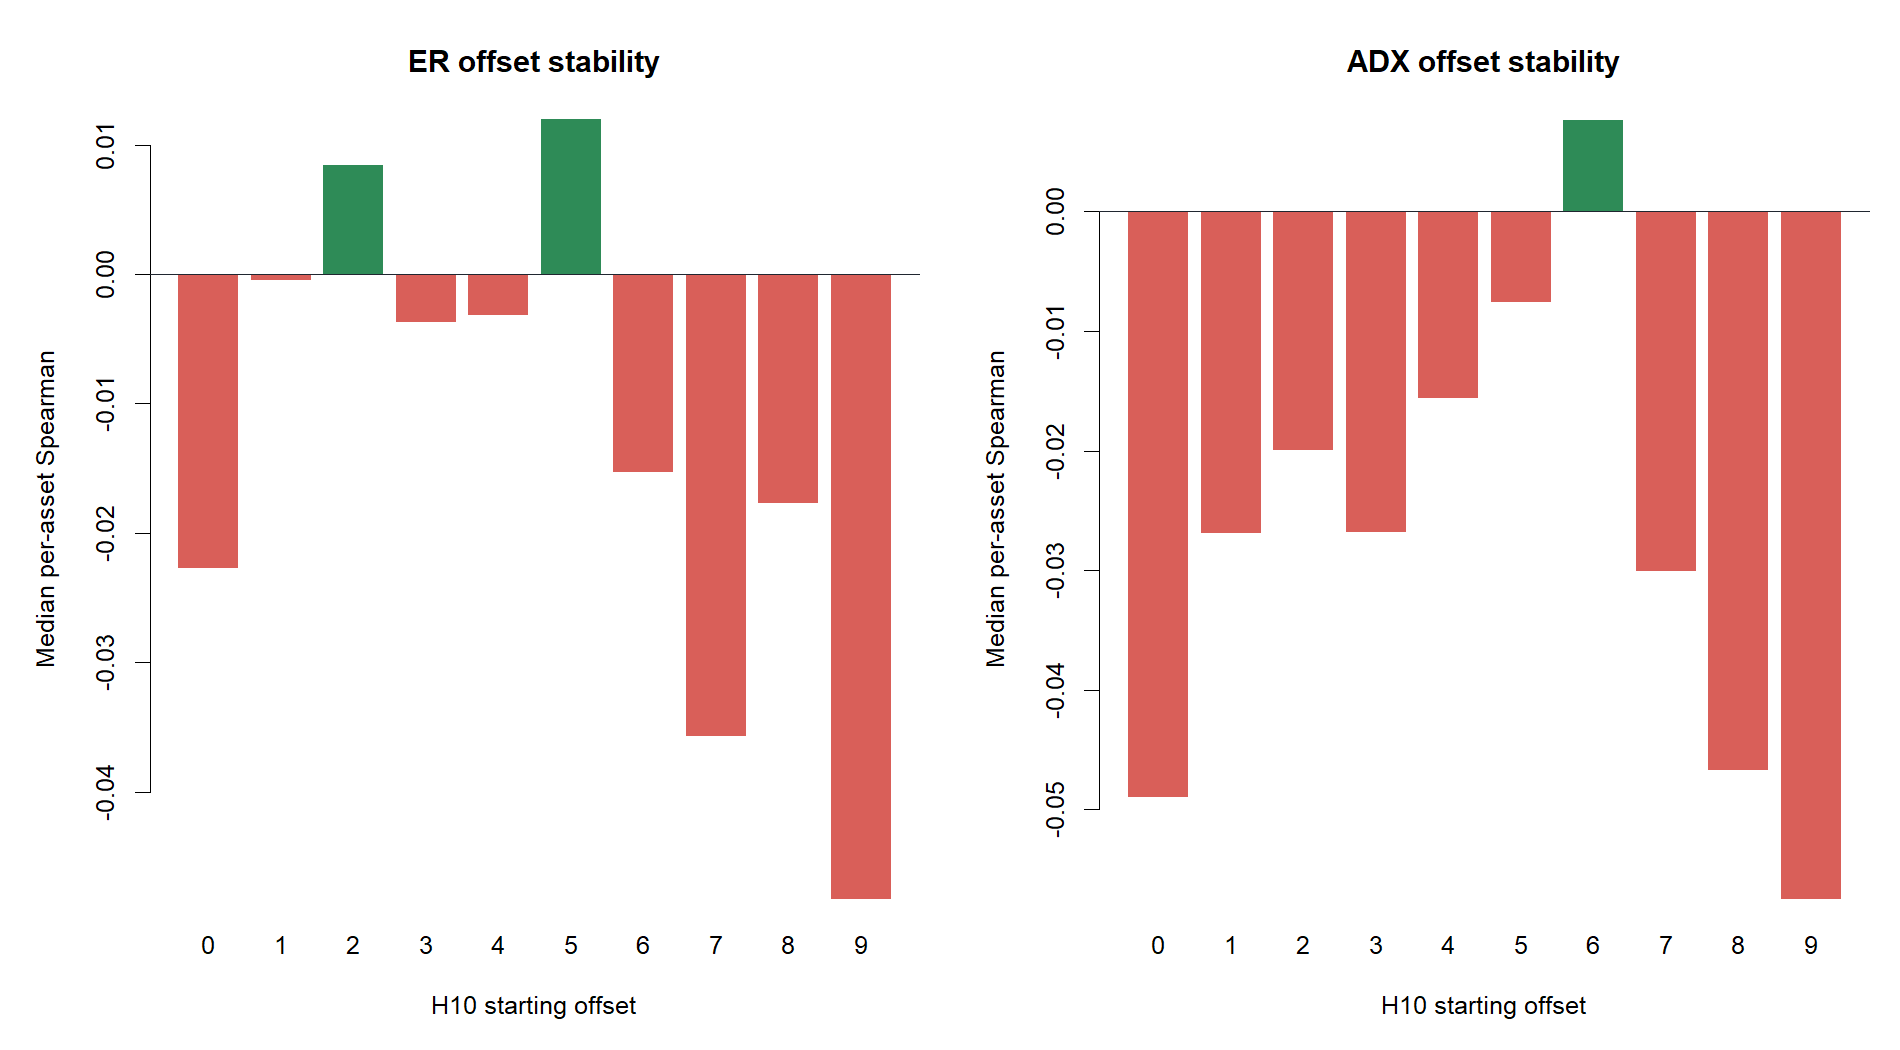 ER offset stability
Median per-asset Spearman
0.01
0.00
-0.01
-0.02
-0.03
-0.04
0 1 2 3 4 5 6 7 8 9
H10 starting offset
ADX offset stability
Median per-asset Spearman
0.00
-0.01
-0.02
-0.03
-0.04
-0.05
0 1 2 3 4 5 6 7 8 9
H10 starting offset